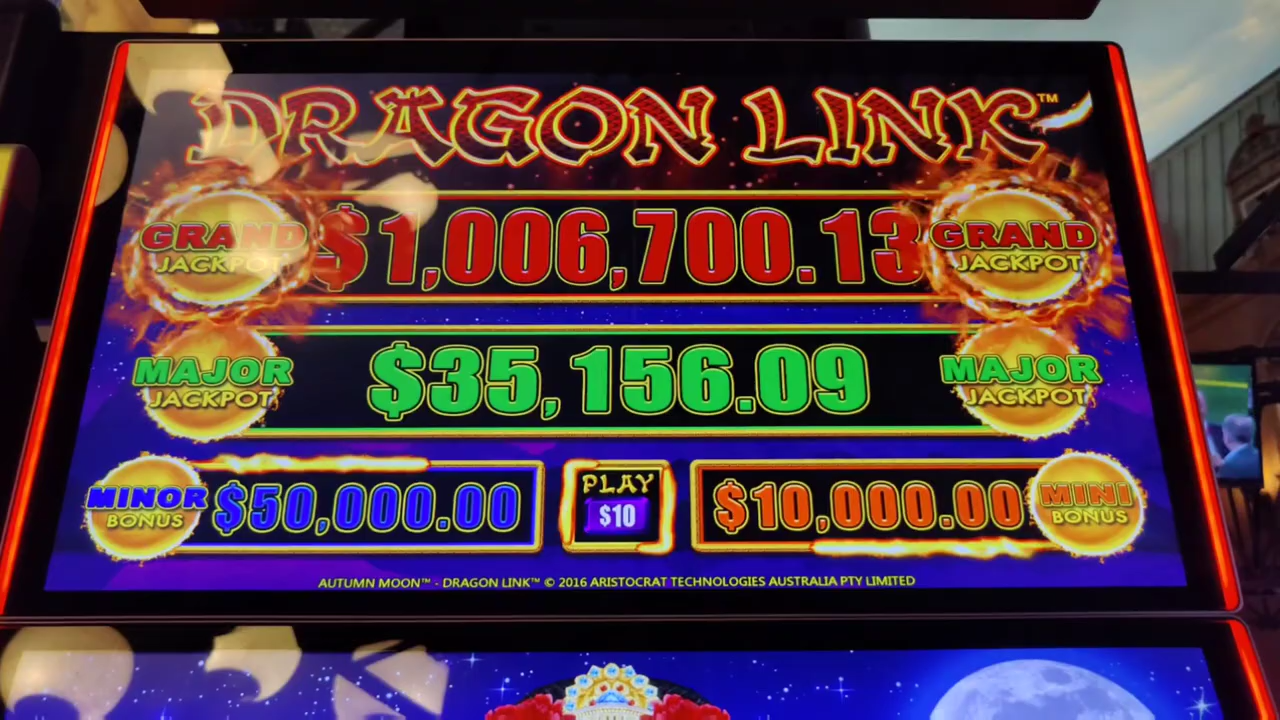 DRAGON LINK™
GRAND JACKPOT
$1,006,700.13
GRAND JACKPOT
MAJOR JACKPOT
$35,156.09
MAJOR JACKPOT
MINOR BONUS
$50,000.00
PLAY
$10
$10,000.00
MINI BONUS
AUTUMN MOON™ - DRAGON LINK™ © 2016 ARISTOCRAT TECHNOLOGIES AUSTRALIA PTY LIMITED